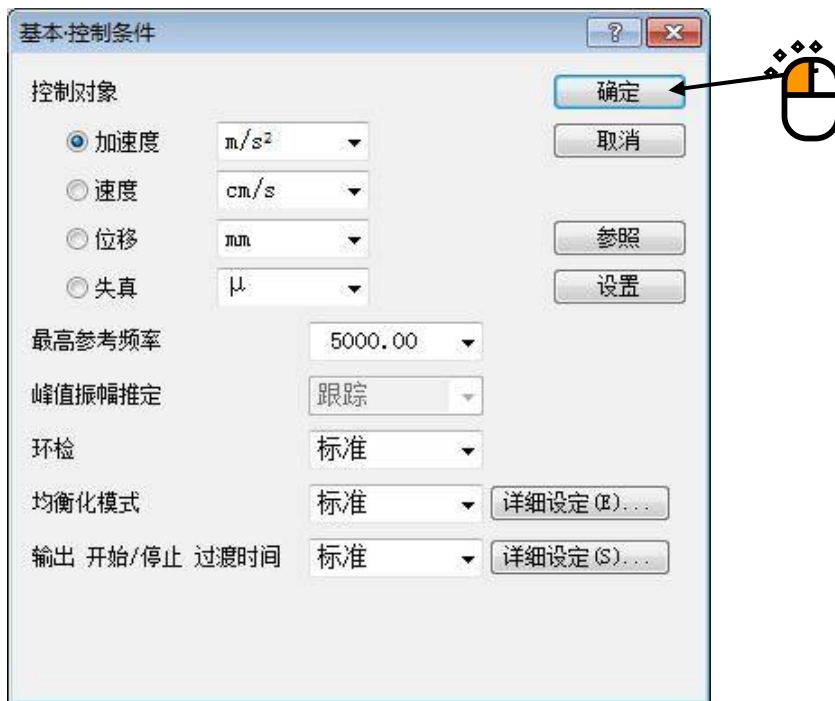 基本·控制条件
控制对象 确定
加速度 m/s² 取消
速度 cm/s
位移 mm 参照
失真 μ 设置
最高参考频率 5000.00
峰值振幅推定 跟踪
环检 标准
均衡化模式 标准 详细设定(E)...
输出 开始/停止 过渡时间 标准 详细设定(S)...